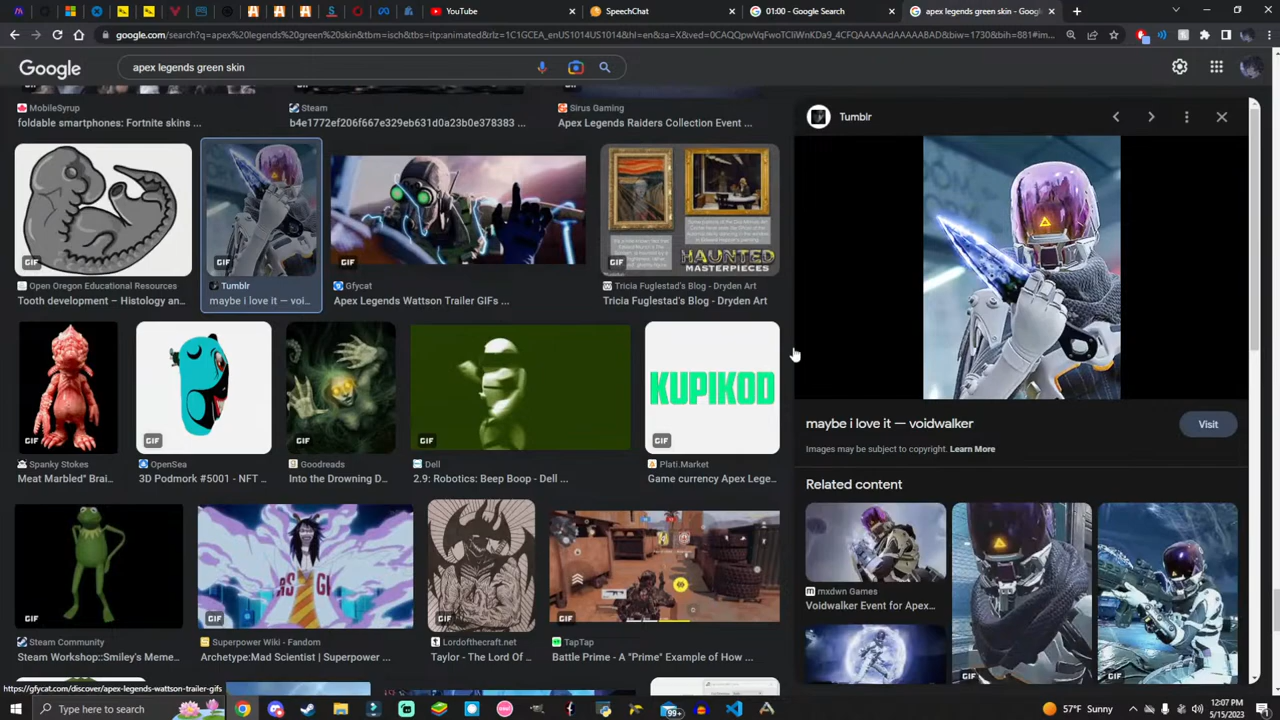 YouTube
SpeechChat
01:00 - Google Search
apex legends green skin - Google
google.com/search?q=apex%20legends%20green%20skin&tbm=isch&tbs=itp:animated&rlz=1C1GCEA_enUS1014US1014&hl=en&sa=X&ved=0CAQQpwVqFwoTCIiWnKDa9_4CFQAAAAAdAAAAABAD&biw=1730&bih=881#im...
Google
apex legends green skin
MobileSyrup
foldable smartphones: Fortnite skins ...
Steam
b4e1772ef206f667e329eb631d0a23b0e378383 ...
Sirus Gaming
Apex Legends Raiders Collection Event ...
Tumblr
GIF
GIF
GIF
HAUNTED
MASTERPIECES
GIF
Open Oregon Educational Resources
Tooth development – Histology an...
Tumblr
maybe i love it — voi...
Gfycat
Apex Legends Wattson Trailer GIFs ...
Tricia Fuglestad's Blog - Dryden Art
Tricia Fuglestad's Blog - Dryden Art
KUPIKOD
GIF
GIF
GIF
GIF
GIF
Spanky Stokes
Meat Marbled" Brai...
OpenSea
3D Podmork #5001 - NFT ...
Goodreads
Into the Drowning D...
Dell
2.9: Robotics: Beep Boop - Dell ...
Plati.Market
Game currency Apex Lege...
maybe i love it — voidwalker
Visit
Images may be subject to copyright. Learn More
Related content
GIF
GIF
GIF
GIF
Steam Community
Steam Workshop::Smiley's Meme...
Superpower Wiki - Fandom
Archetype:Mad Scientist | Superpower ...
Lordofthecraft.net
Taylor - The Lord Of ...
TapTap
Battle Prime - A "Prime" Example of How ...
mxdwn Games
Voidwalker Event for Apex...
GIF
GIF
https://gfycat.com/discover/apex-legends-wattson-trailer-gifs
Type here to search
99+
57°F Sunny
12:07 PM
5/15/2023